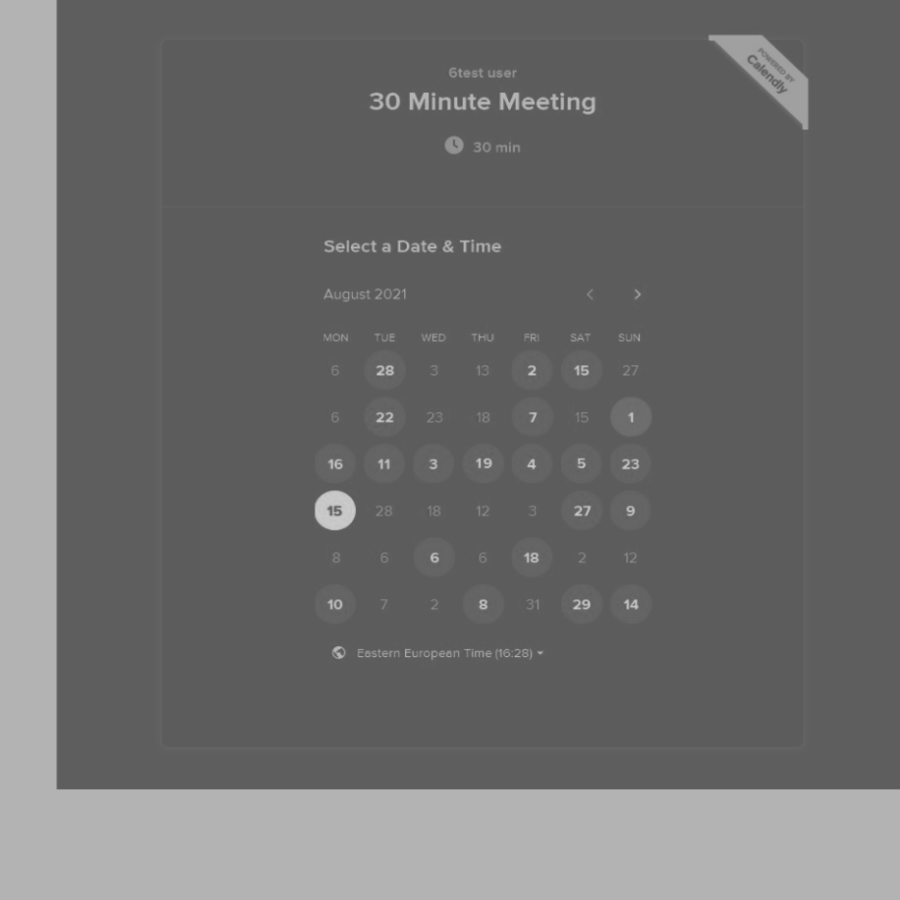 POWERED BY
Calendly
6test user
30 Minute Meeting
30 min
Select a Date & Time
August 2021
MON TUE WED THU FRI SAT SUN
6 28 3 13 2 15 27
6 22 23 18 7 15 1
16 11 3 19 4 5 23
15 28 18 12 3 27 9
8 6 6 6 18 2 12
10 7 2 8 31 29 14
Eastern European Time (16:28)